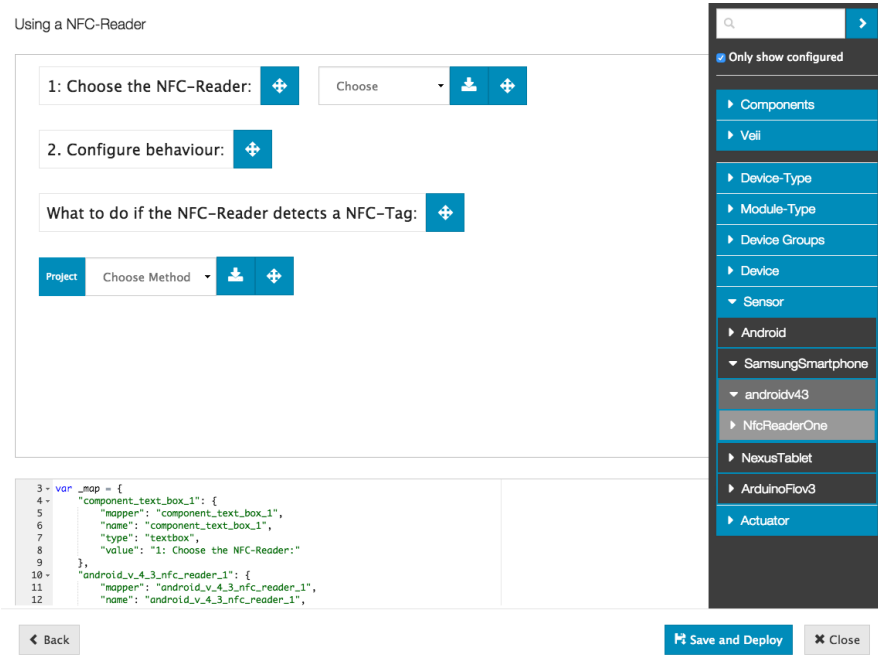 Using a NFC-Reader
1: Choose the NFC-Reader:
Choose
2. Configure behaviour:
What to do if the NFC-Reader detects a NFC-Tag:
Project
Choose Method
3 var _map = {
4 "component_text_box_1": {
5 "mapper": "component_text_box_1",
6 "name": "component_text_box_1",
7 "type": "textbox",
8 "value": "1: Choose the NFC-Reader:"
9 },
10 "android_v_4_3_nfc_reader_1": {
11 "mapper": "android_v_4_3_nfc_reader_1",
12 "name": "android_v_4_3_nfc_reader_1",
Only show configured
Components
Veii
Device-Type
Module-Type
Device Groups
Device
Sensor
Android
SamsungSmartphone
androidv43
NfcReaderOne
NexusTablet
ArduinoFiov3
Actuator
Back
Save and Deploy
Close